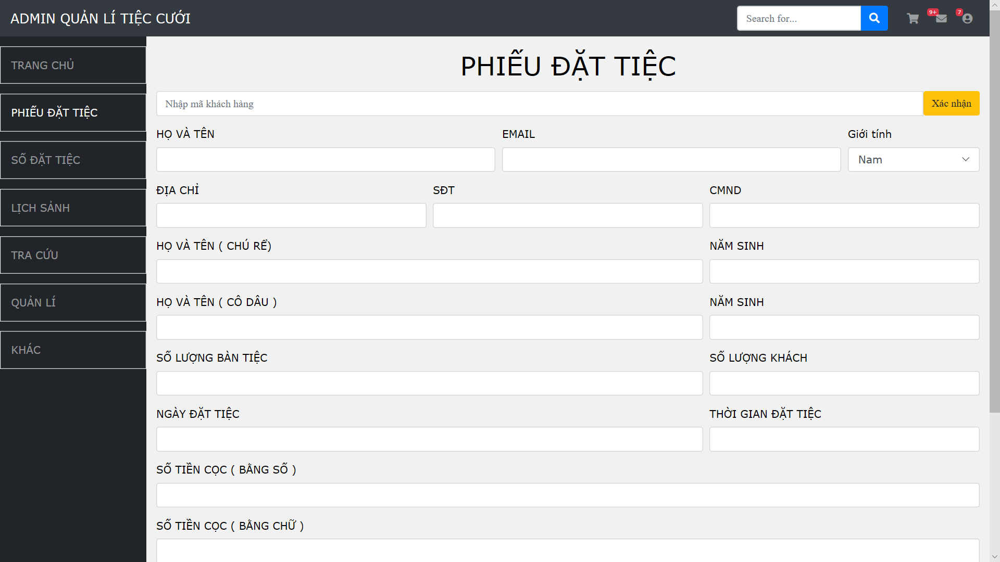 ADMIN QUẢN LÍ TIỆC CƯỚI
Search for...
9+
7
TRANG CHỦ
PHIẾU ĐẶT TIỆC
SỐ ĐẶT TIỆC
LỊCH SẢNH
TRA CỨU
QUẢN LÍ
KHÁC
PHIẾU ĐẶT TIỆC
Nhập mã khách hàng
Xác nhận
HỌ VÀ TÊN
EMAIL
Giới tính
Nam
ĐỊA CHỈ
SĐT
CMND
HỌ VÀ TÊN ( CHÚ RỂ)
NĂM SINH
HỌ VÀ TÊN ( CÔ DÂU )
NĂM SINH
SỐ LƯỢNG BÀN TIỆC
SỐ LƯỢNG KHÁCH
NGÀY ĐẶT TIỆC
THỜI GIAN ĐẶT TIỆC
SỐ TIỀN CỌC ( BẰNG SỐ )
SỐ TIỀN CỌC ( BẰNG CHỮ )